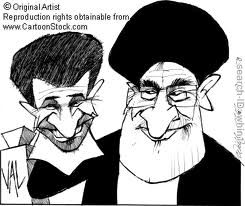 © Original Artist
Reproduction rights obtainable from
www.CartoonStock.com
VAL